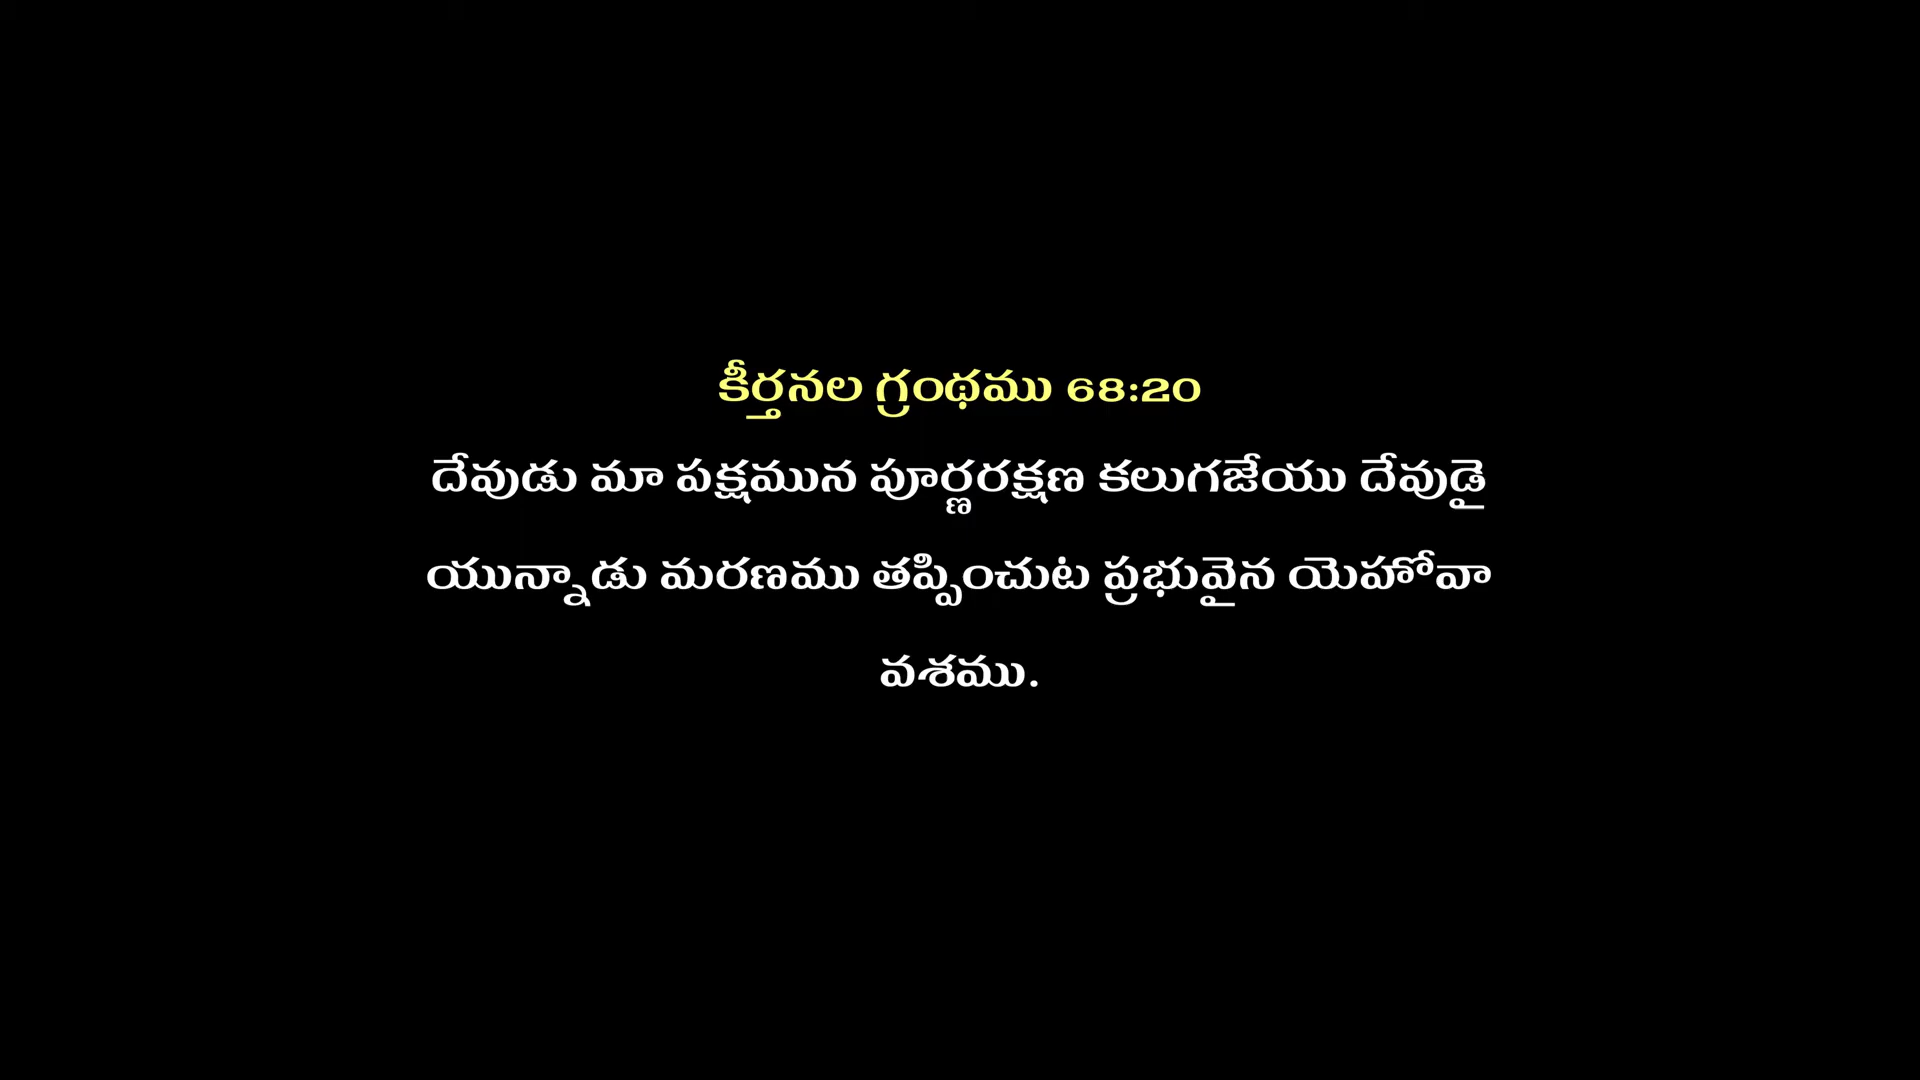 కీర్తనల గ్రంథము 68:20
దేవుడు మా పక్షమున పూర్ణరక్షణ కలుగజేయు దేవుడై
యున్నాడు మరణము తప్పించుట ప్రభువైన యెహోవా
వశము.